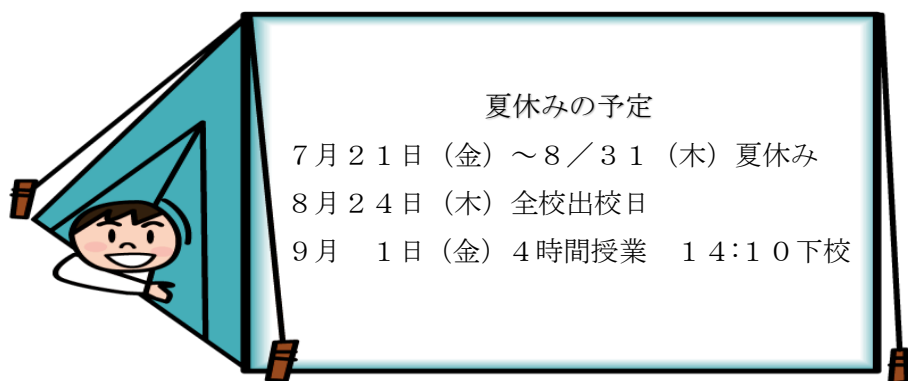 夏休みの予定
７月２１日（金）～８／３１（木）夏休み
８月２４日（木）全校出校日
９月　１日（金）４時間授業　１４:１０下校